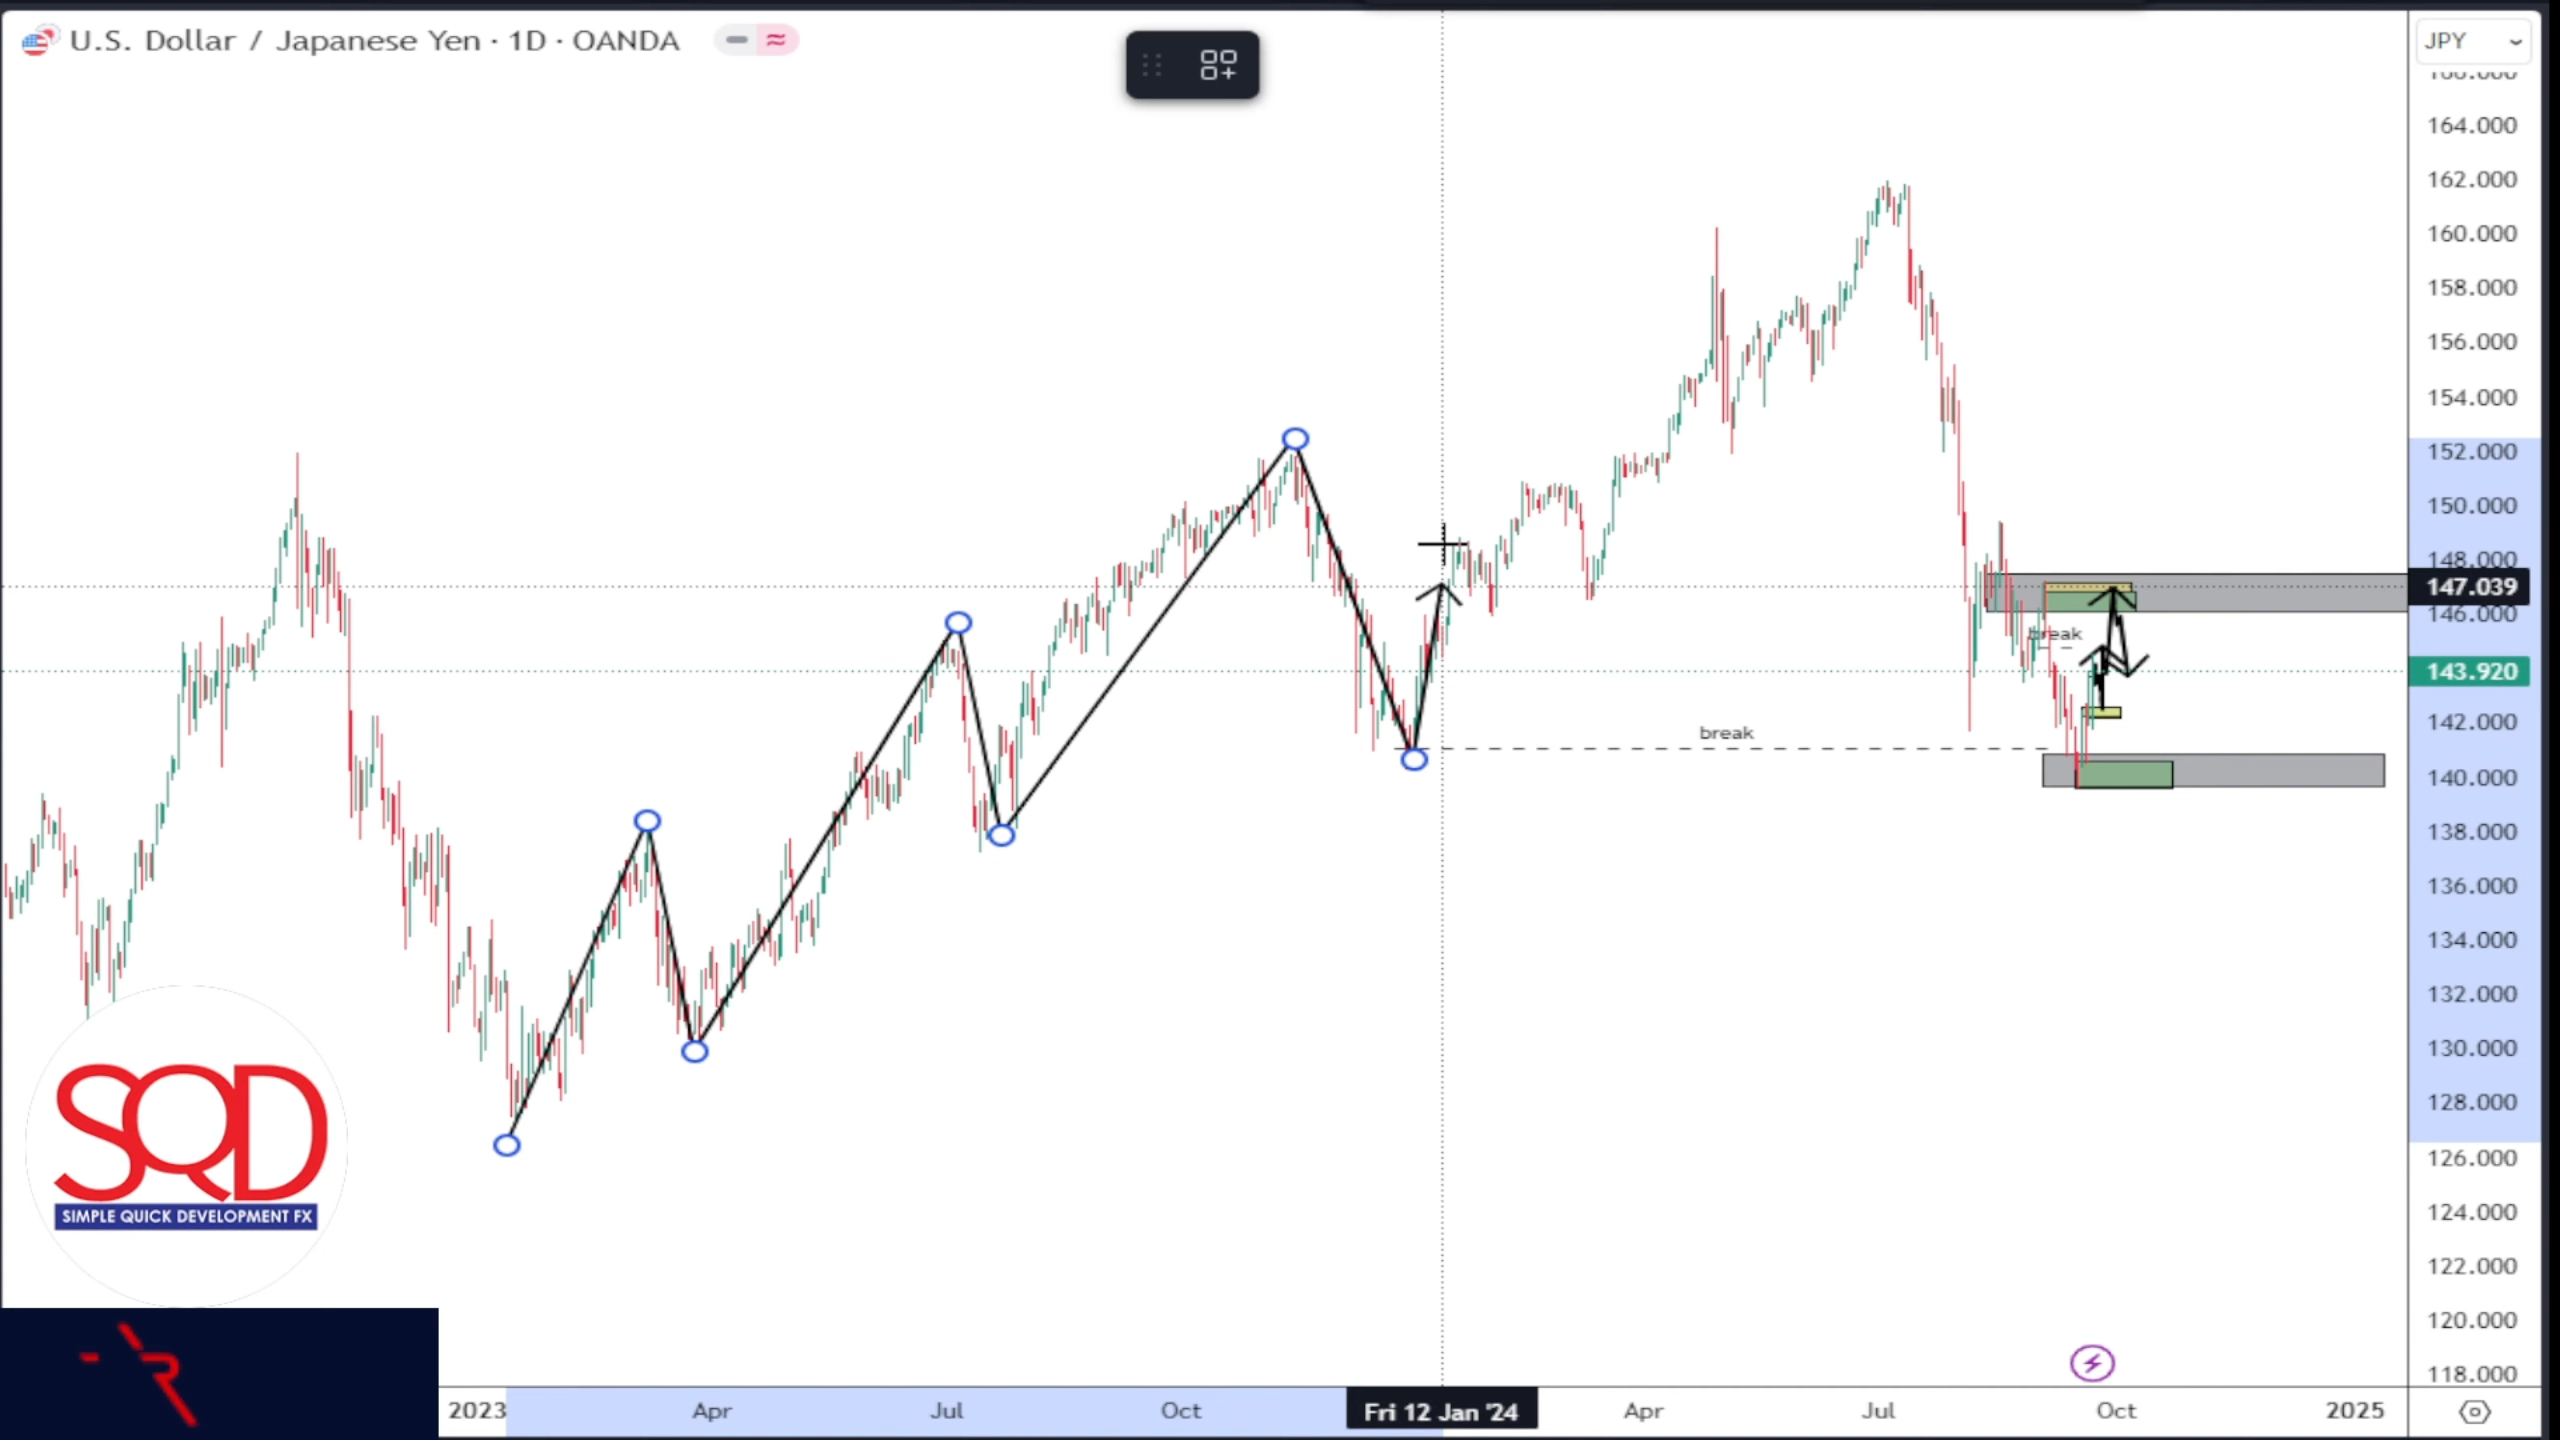 U.S. Dollar / Japanese Yen · 1D · OANDA
JPY
164.000
162.000
160.000
158.000
156.000
154.000
152.000
150.000
148.000
147.039
146.000
break
143.920
142.000
break
140.000
138.000
136.000
134.000
132.000
130.000
128.000
126.000
124.000
122.000
120.000
118.000
SQD
SIMPLE QUICK DEVELOPMENT FX
R
2023
Apr
Jul
Oct
Fri 12 Jan '24
Apr
Jul
Oct
2025